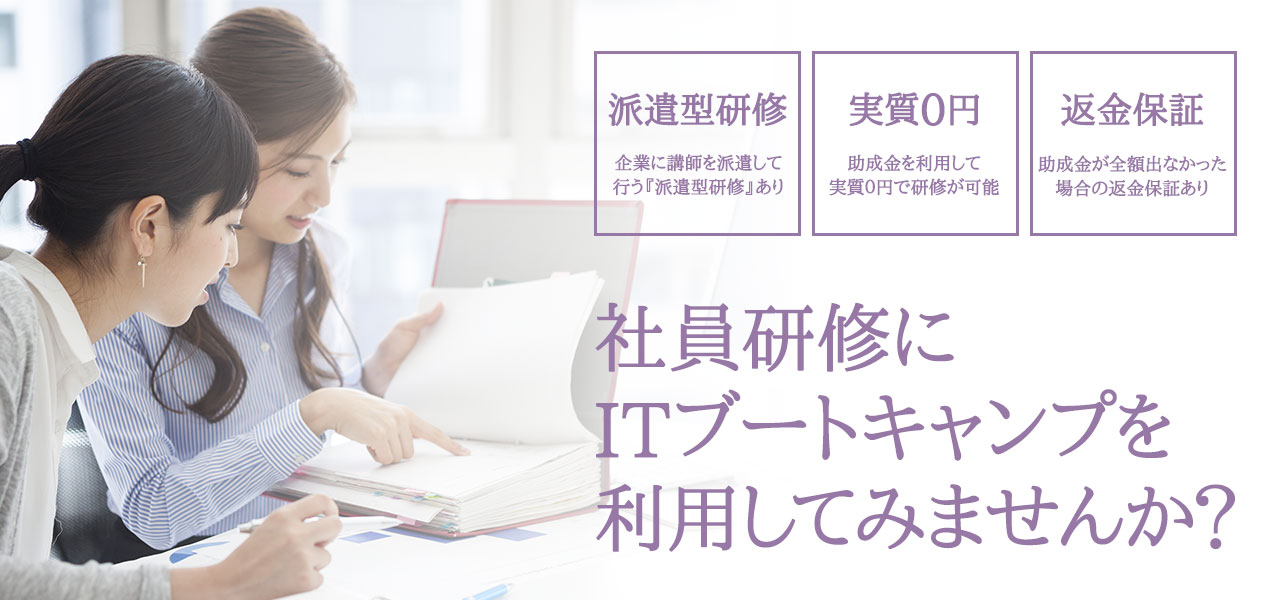 派遣型研修
企業に講師を派遣して
行う『派遣型研修』あり
実質0円
助成金を利用して
実質0円で研修が可能
返金保証
助成金が全額出なかった
場合の返金保証あり
社員研修に
ITブートキャンプを
利用してみませんか?